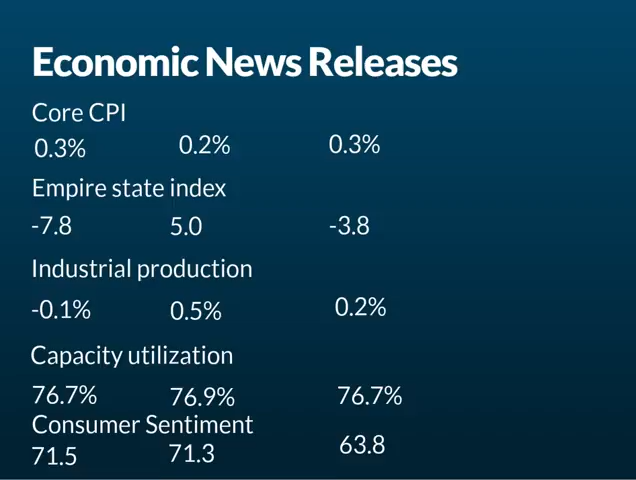 Economic News Releases
Core CPI
0.3% 0.2% 0.3%
Empire state index
-7.8 5.0 -3.8
Industrial production
-0.1% 0.5% 0.2%
Capacity utilization
76.7% 76.9% 76.7%
Consumer Sentiment
71.5 71.3 63.8